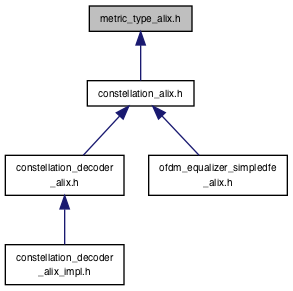 metric_type_alix.h
constellation_alix.h
constellation_decoder
_alix.h
ofdm_equalizer_simpledfe
_alix.h
constellation_decoder
_alix_impl.h